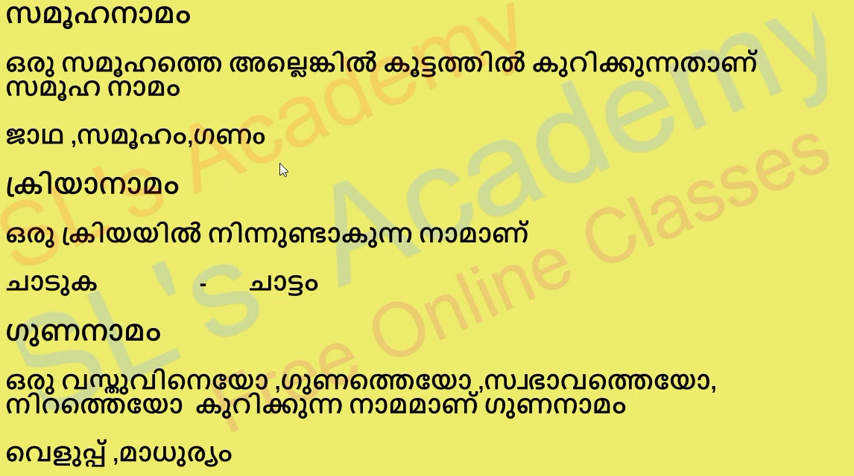 സമൂഹനാമം
ഒരു സമൂഹത്തെ അല്ലെങ്കിൽ കൂട്ടത്തിൽ കുറിക്കുന്നതാണ്
സമൂഹ നാമം
ജാഥ ,സമൂഹം,ഗണം
ക്രിയാനാമം
ഒരു ക്രിയയിൽ നിന്നുണ്ടാകുന്ന നാമാണ്
ചാടുക - ചാട്ടം
ഗുണനാമം
ഒരു വസ്തുവിനെയോ ,ഗുണത്തെയോ ,സ്വഭാവത്തെയോ,
നിറത്തെയോ കുറിക്കുന്ന നാമമാണ് ഗുണനാമം
വെളുപ്പ് ,മാധുര്യം
SL's Academy
SL's Academy
Free Online Classes